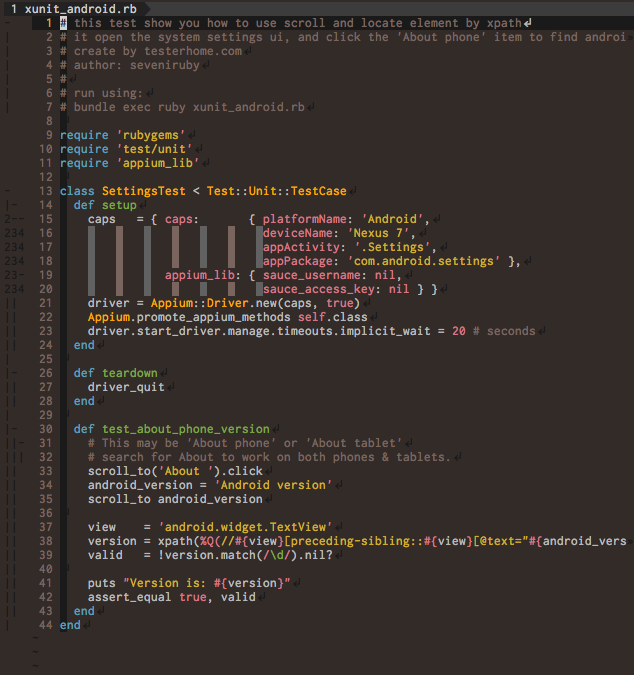 1 xunit_android.rb
1 # this test show you how to use scroll and locate element by xpath
2 # it open the system settings ui, and click the 'About phone' item to find androi
3 # create by testerhome.com
4 # author: seveniruby
5 #
6 # run using:
7 # bundle exec ruby xunit_android.rb
8
9 require 'rubygems'
10 require 'test/unit'
11 require 'appium_lib'
12
13 class SettingsTest < Test::Unit::TestCase
14   def setup
15     caps   = { caps:       { platformName: 'Android',
16                              deviceName: 'Nexus 7',
17                              appActivity: '.Settings',
18                              appPackage: 'com.android.settings' },
19                appium_lib: { sauce_username: nil,
20                              sauce_access_key: nil } }
21     driver = Appium::Driver.new(caps, true)
22     Appium.promote_appium_methods self.class
23     driver.start_driver.manage.timeouts.implicit_wait = 20 # seconds
24   end
25
26   def teardown
27     driver_quit
28   end
29
30   def test_about_phone_version
31     # This may be 'About phone' or 'About tablet'
32     # search for About to work on both phones & tablets.
33     scroll_to('About ').click
34     android_version = 'Android version'
35     scroll_to android_version
36
37     view    = 'android.widget.TextView'
38     version = xpath(%Q(//#{view}[preceding-sibling::#{view}[@text="#{android_vers
39     valid   = !version.match(/\d/).nil?
40
41     puts "Version is: #{version}"
42     assert_equal true, valid
43   end
44 end